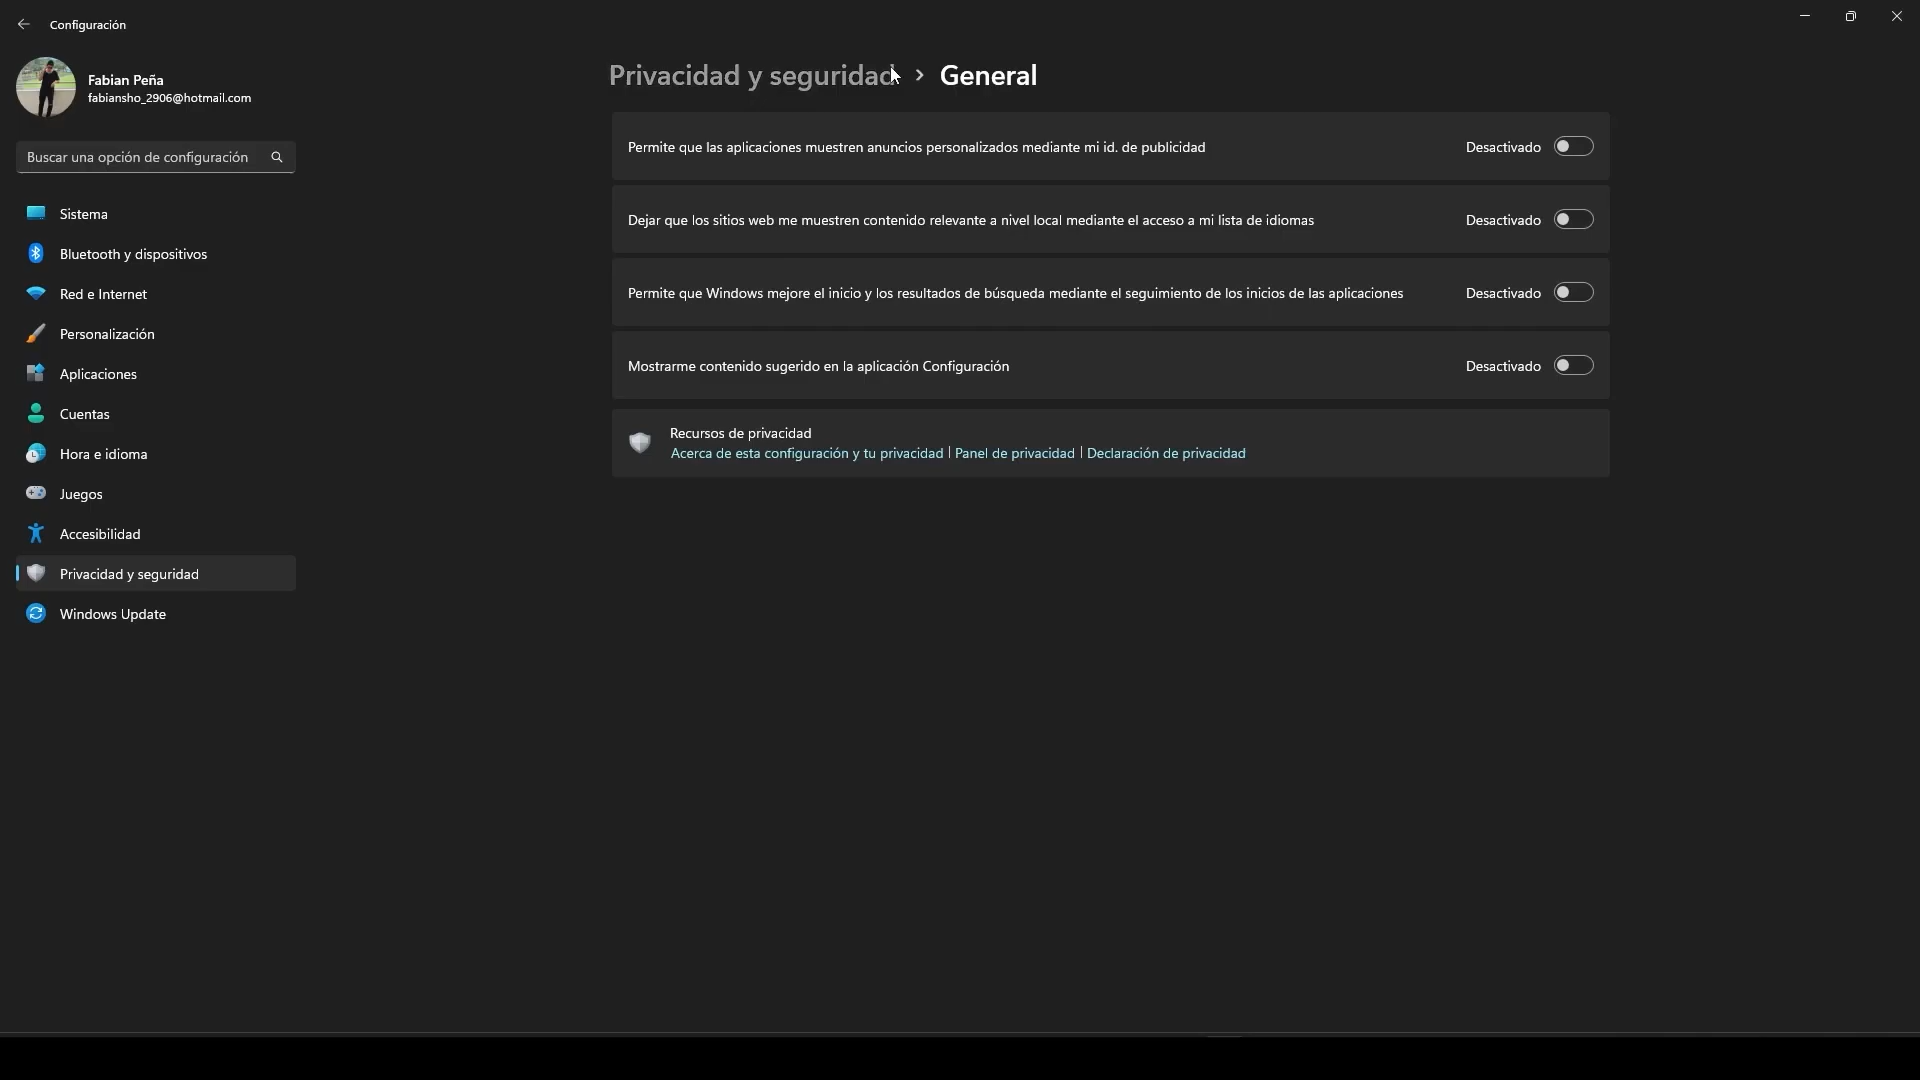 Configuración
Fabian Peña
fabiansho_2906@hotmail.com
Buscar una opción de configuración
Sistema
Bluetooth y dispositivos
Red e Internet
Personalización
Aplicaciones
Cuentas
Hora e idioma
Juegos
Accesibilidad
Privacidad y seguridad
Windows Update
Privacidad y seguridad > General
Permite que las aplicaciones muestren anuncios personalizados mediante mi id. de publicidad Desactivado
Dejar que los sitios web me muestren contenido relevante a nivel local mediante el acceso a mi lista de idiomas Desactivado
Permite que Windows mejore el inicio y los resultados de búsqueda mediante el seguimiento de los inicios de las aplicaciones Desactivado
Mostrarme contenido sugerido en la aplicación Configuración Desactivado
Recursos de privacidad
Acerca de esta configuración y tu privacidad | Panel de privacidad | Declaración de privacidad